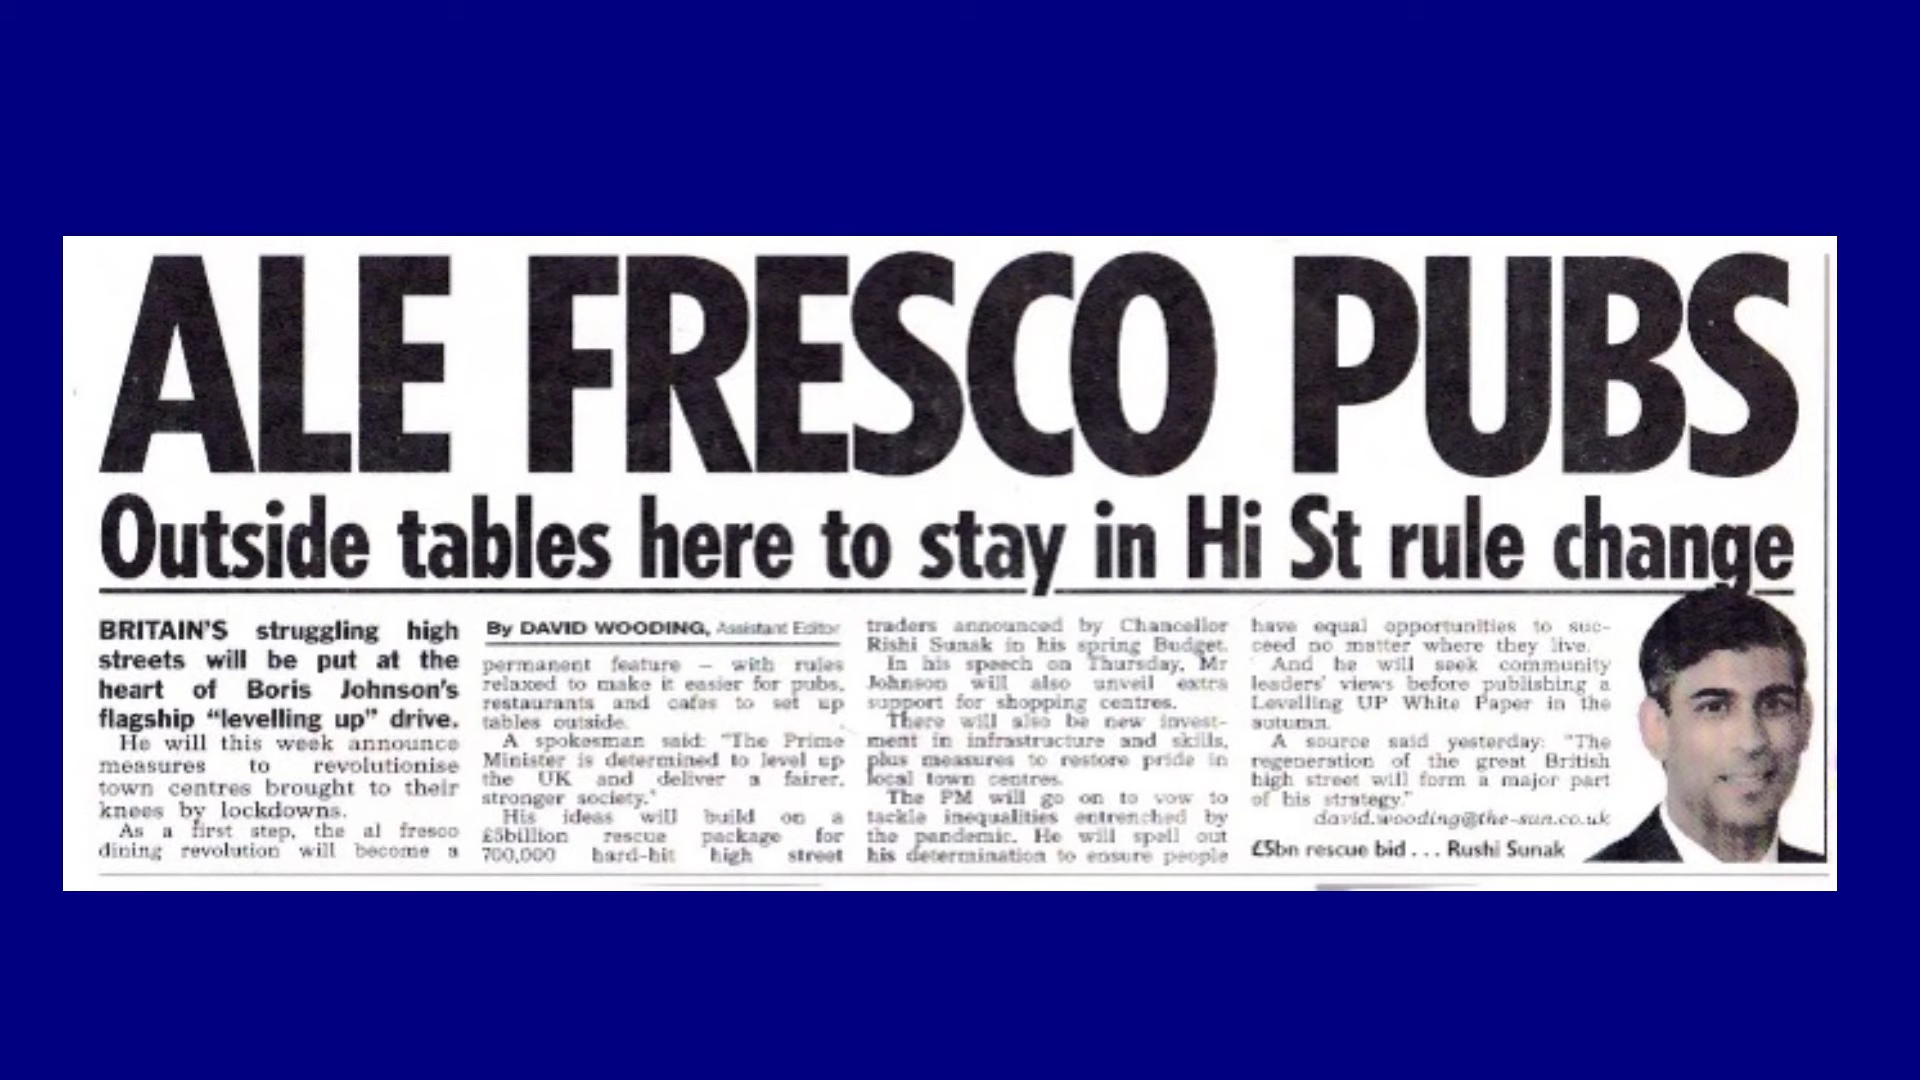 ALE FRESCO PUBS
Outside tables here to stay in Hi St rule change
BRITAIN'S struggling high
streets will be put at the
heart of Boris Johnson's
flagship "levelling up" drive.
He will this week announce
measures to revolutionise
town centres brought to their
knees by lockdowns.
As a first step, the al fresco
dining revolution will become a
By DAVID WOODING, Assistant Editor
permanent feature – with rules
relaxed to make it easier for pubs,
restaurants and cafes to set up
tables outside.
A spokesman said: "The Prime
Minister is determined to level up
the UK and deliver a fairer,
stronger society."
His ideas will build on a
£5billion rescue package for
700,000 hard-hit high street
traders announced by Chancellor
Rishi Sunak in his spring Budget.
In his speech on Thursday, Mr
Johnson will also unveil extra
support for shopping centres.
There will also be new invest-
ment in infrastructure and skills,
plus measures to restore pride in
local town centres.
The PM will go on to vow to
tackle inequalities entrenched by
the pandemic. He will spell out
his determination to ensure people
have equal opportunities to suc-
ceed no matter where they live.
And he will seek community
leaders' views before publishing a
Levelling UP White Paper in the
autumn.
A source said yesterday: "The
regeneration of the great British
high street will form a major part
of his strategy."
david.wooding@the-sun.co.uk
£5bn rescue bid . . . Rushi Sunak